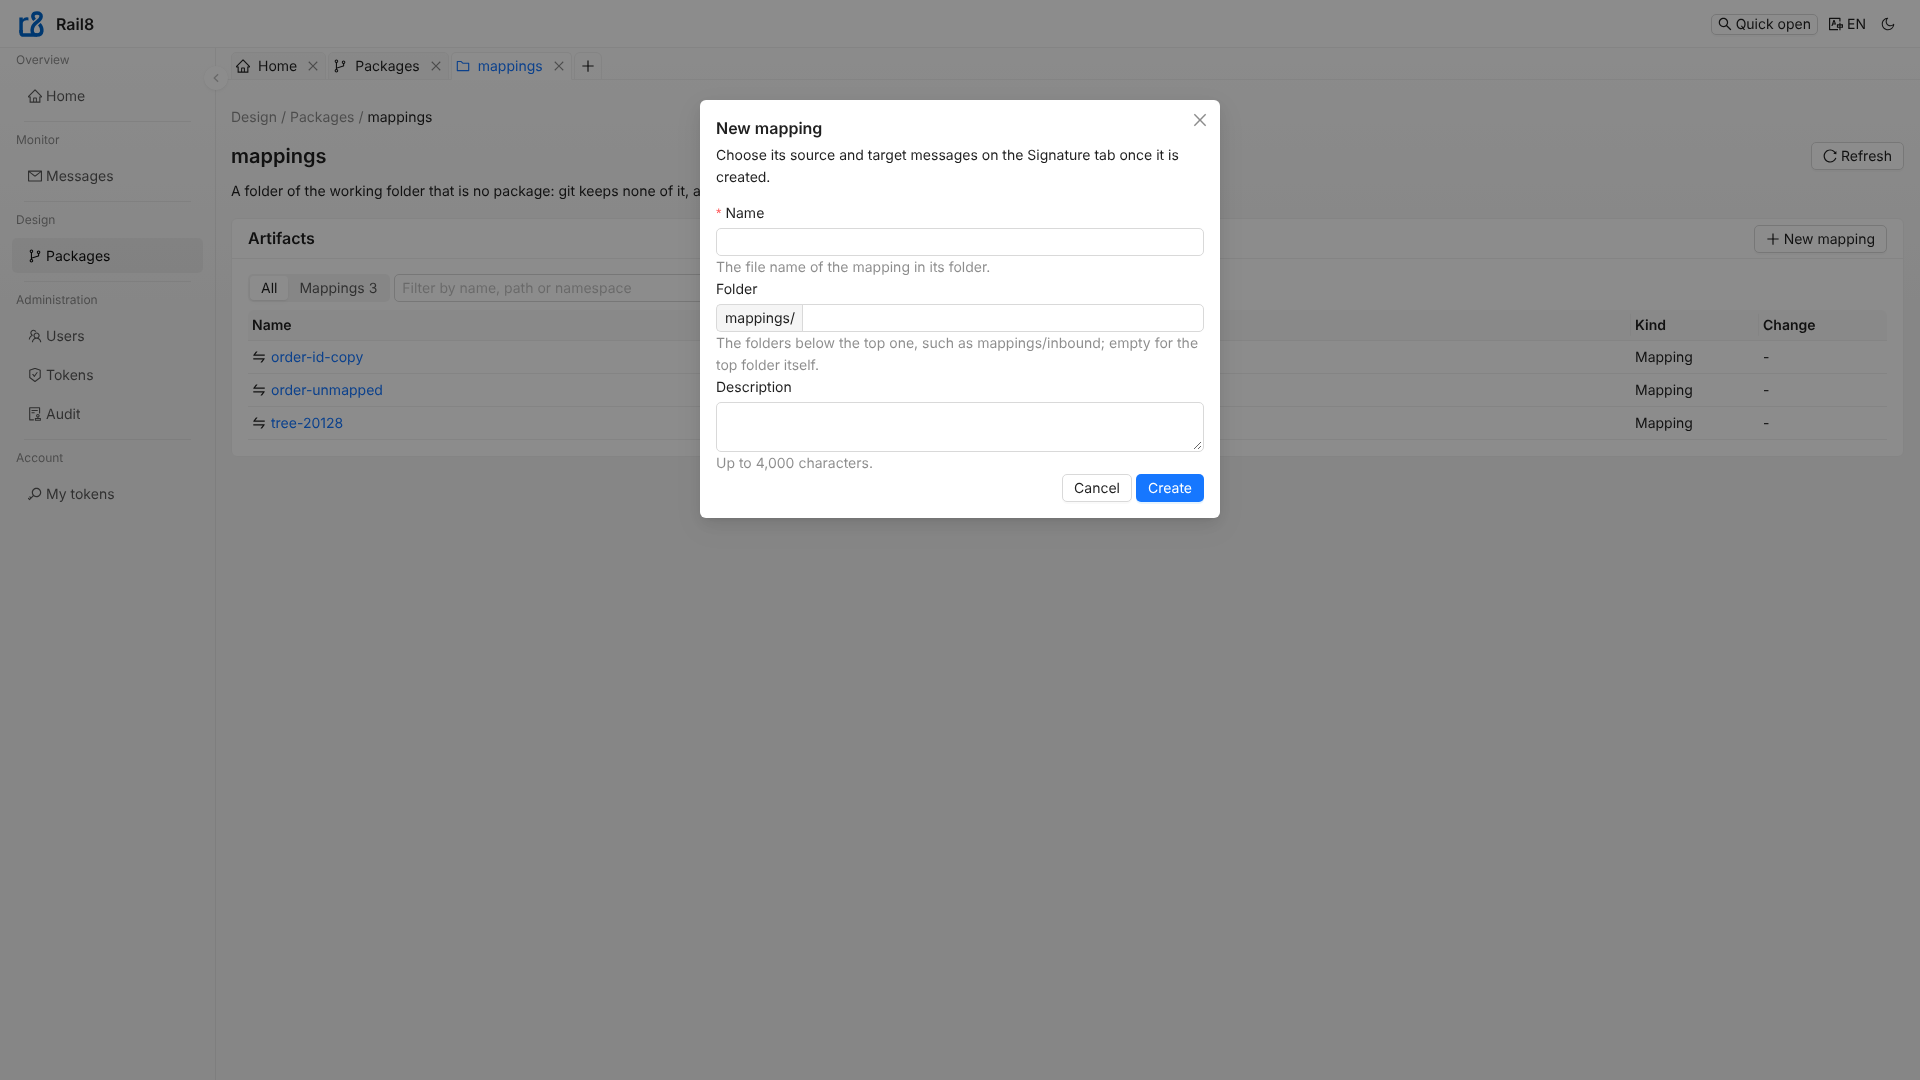 Rail8
Quick open
EN
Overview
Home
Monitor
Messages
Design
Packages
Administration
Users
Tokens
Audit
Account
My tokens
Home
Packages
mappings
Design / Packages / mappings
mappings
Refresh
A folder of the working folder that is no package: git keeps none of it, a
Artifacts
New mapping
All
Mappings 3
Filter by name, path or namespace
Name
Kind
Change
order-id-copy
Mapping
-
order-unmapped
Mapping
-
tree-20128
Mapping
-
New mapping
Choose its source and target messages on the Signature tab once it is
created.
* Name
The file name of the mapping in its folder.
Folder
mappings/
The folders below the top one, such as mappings/inbound; empty for the
top folder itself.
Description
Up to 4,000 characters.
Cancel
Create